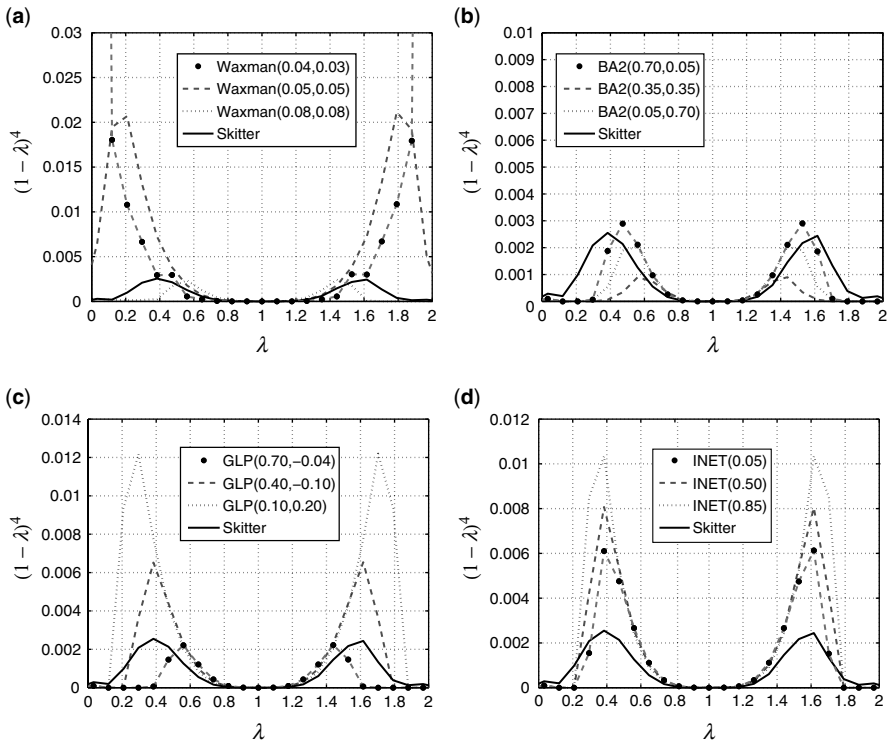 (a)
0.03
0.025
0.02
0.015
0.01
0.005
0
(1 − λ)⁴
Waxman(0.04,0.03)
Waxman(0.05,0.05)
Waxman(0.08,0.08)
Skitter
0 0.2 0.4 0.6 0.8 1 1.2 1.4 1.6 1.8 2
λ
(b)
0.01
0.009
0.008
0.007
0.006
0.005
0.004
0.003
0.002
0.001
0
(1 − λ)⁴
BA2(0.70,0.05)
BA2(0.35,0.35)
BA2(0.05,0.70)
Skitter
0 0.2 0.4 0.6 0.8 1 1.2 1.4 1.6 1.8 2
λ
(c)
0.014
0.012
0.01
0.008
0.006
0.004
0.002
0
(1 − λ)⁴
GLP(0.70,−0.04)
GLP(0.40,−0.10)
GLP(0.10,0.20)
Skitter
0 0.2 0.4 0.6 0.8 1 1.2 1.4 1.6 1.8 2
λ
(d)
0.012
0.01
0.008
0.006
0.004
0.002
0
(1 − λ)⁴
INET(0.05)
INET(0.50)
INET(0.85)
Skitter
0 0.2 0.4 0.6 0.8 1 1.2 1.4 1.6 1.8 2
λ